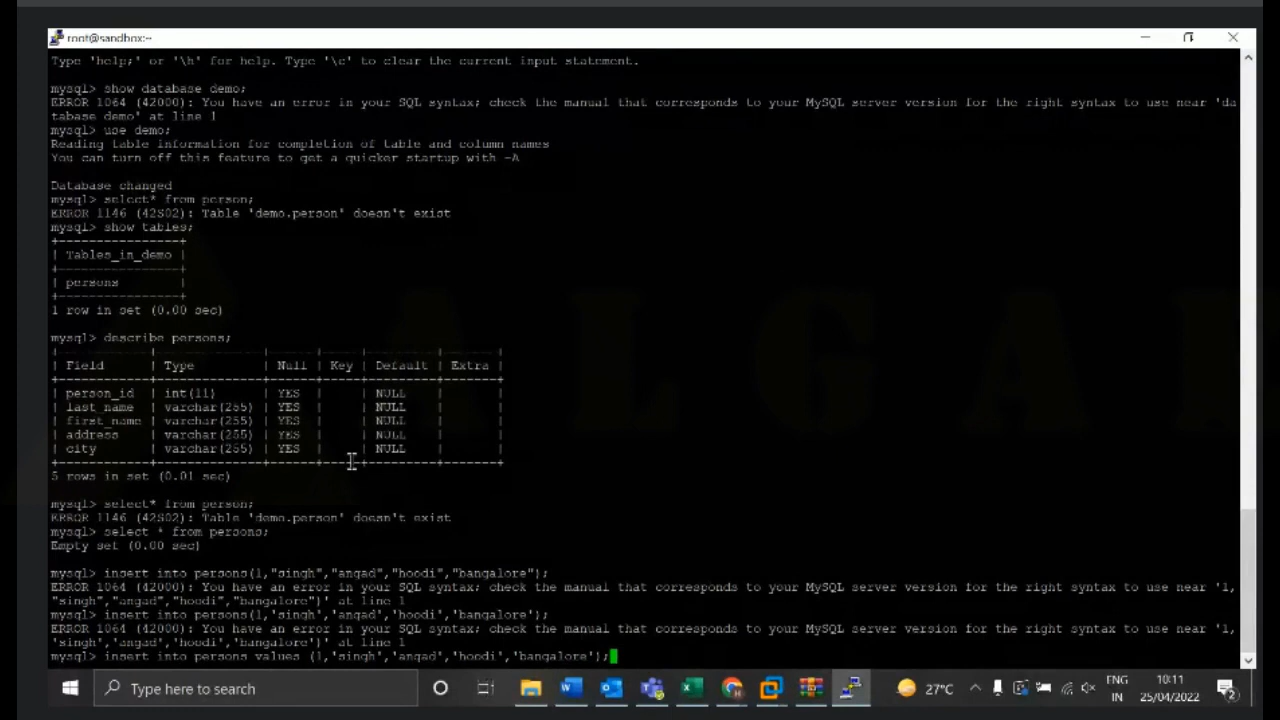 root@sandbox:~
Type 'help;' or '\h' for help. Type '\c' to clear the current input statement.
mysql> show database demo;
ERROR 1064 (42000): You have an error in your SQL syntax; check the manual that corresponds to your MySQL server version for the right syntax to use near 'da
tabase demo' at line 1
mysql> use demo;
Reading table information for completion of table and column names
You can turn off this feature to get a quicker startup with -A
Database changed
mysql> select* from person;
ERROR 1146 (42S02): Table 'demo.person' doesn't exist
mysql> show tables;
+----------------+
| Tables_in_demo |
+----------------+
| persons        |
+----------------+
1 row in set (0.00 sec)
mysql> describe persons;
+------------+--------------+------+-----+---------+-------+
| Field      | Type         | Null | Key | Default | Extra |
+------------+--------------+------+-----+---------+-------+
| person_id  | int(11)      | YES  |     | NULL    |       |
| last_name  | varchar(255) | YES  |     | NULL    |       |
| first_name | varchar(255) | YES  |     | NULL    |       |
| address    | varchar(255) | YES  |     | NULL    |       |
| city       | varchar(255) | YES  |     | NULL    |       |
+------------+--------------+------+-----+---------+-------+
5 rows in set (0.01 sec)
mysql> select* from person;
ERROR 1146 (42S02): Table 'demo.person' doesn't exist
mysql> select * from persons;
Empty set (0.00 sec)
mysql> insert into persons(1,"singh","angad","hoodi","bangalore");
ERROR 1064 (42000): You have an error in your SQL syntax; check the manual that corresponds to your MySQL server version for the right syntax to use near '1,
"singh","angad","hoodi","bangalore")' at line 1
mysql> insert into persons(1,'singh','angad','hoodi','bangalore');
ERROR 1064 (42000): You have an error in your SQL syntax; check the manual that corresponds to your MySQL server version for the right syntax to use near '1,
'singh','angad','hoodi','bangalore')' at line 1
mysql> insert into persons values (1,'singh','angad','hoodi','bangalore');
Type here to search
27°C
ENG
IN
10:11
25/04/2022
2